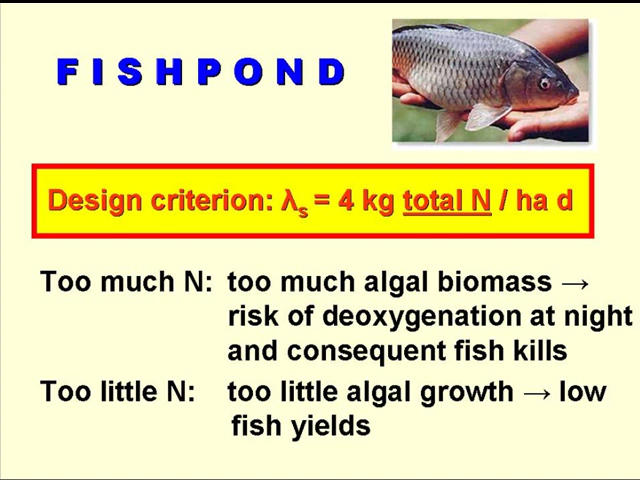 FISHPOND
Design criterion: λs = 4 kg total N / ha d
Too much N: too much algal biomass →
risk of deoxygenation at night
and consequent fish kills
Too little N: too little algal growth → low
fish yields